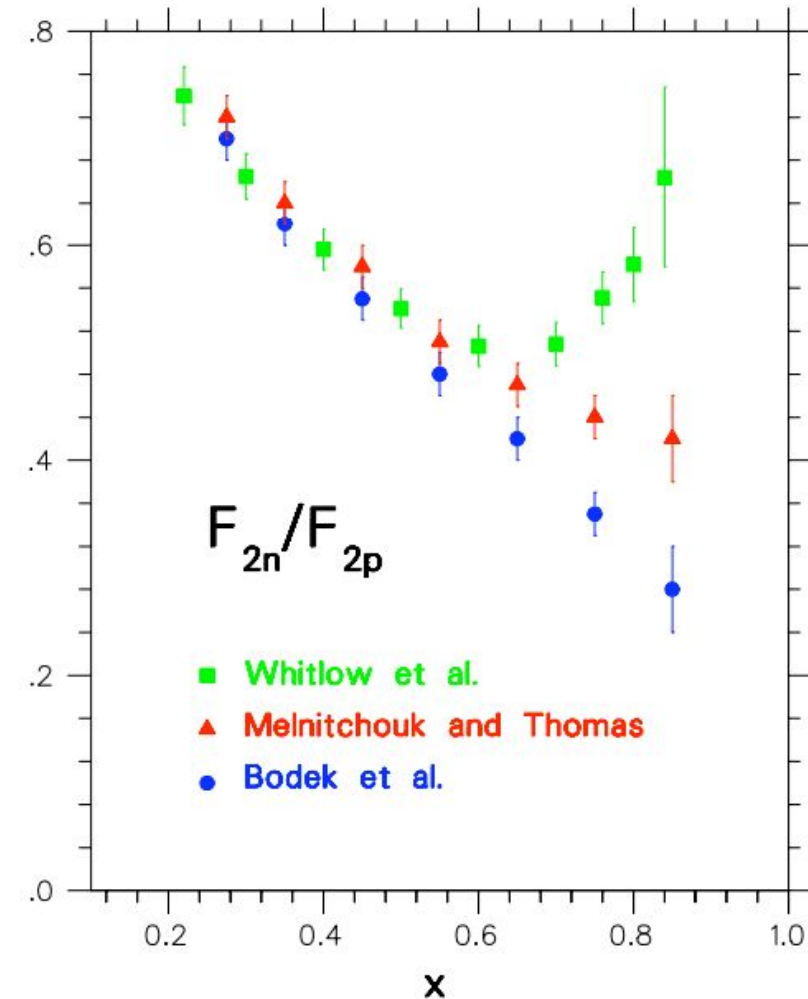 .8
.6
.4
F2n/F2p
.2
Whitlow et al.
Melnitchouk and Thomas
Bodek et al.
.0
0.2 0.4 0.6 0.8 1.0
x